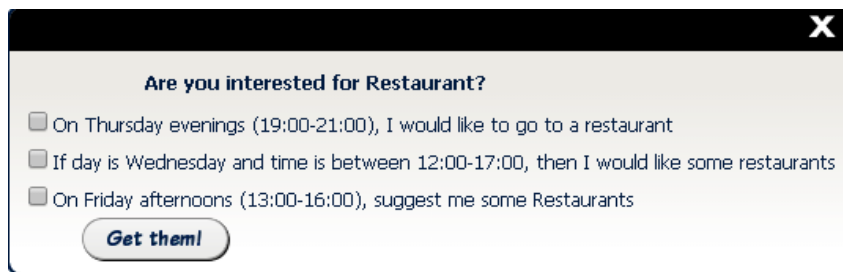 X
Are you interested for Restaurant?
On Thursday evenings (19:00-21:00), I would like to go to a restaurant
If day is Wednesday and time is between 12:00-17:00, then I would like some restaurants
On Friday afternoons (13:00-16:00), suggest me some Restaurants
Get them!